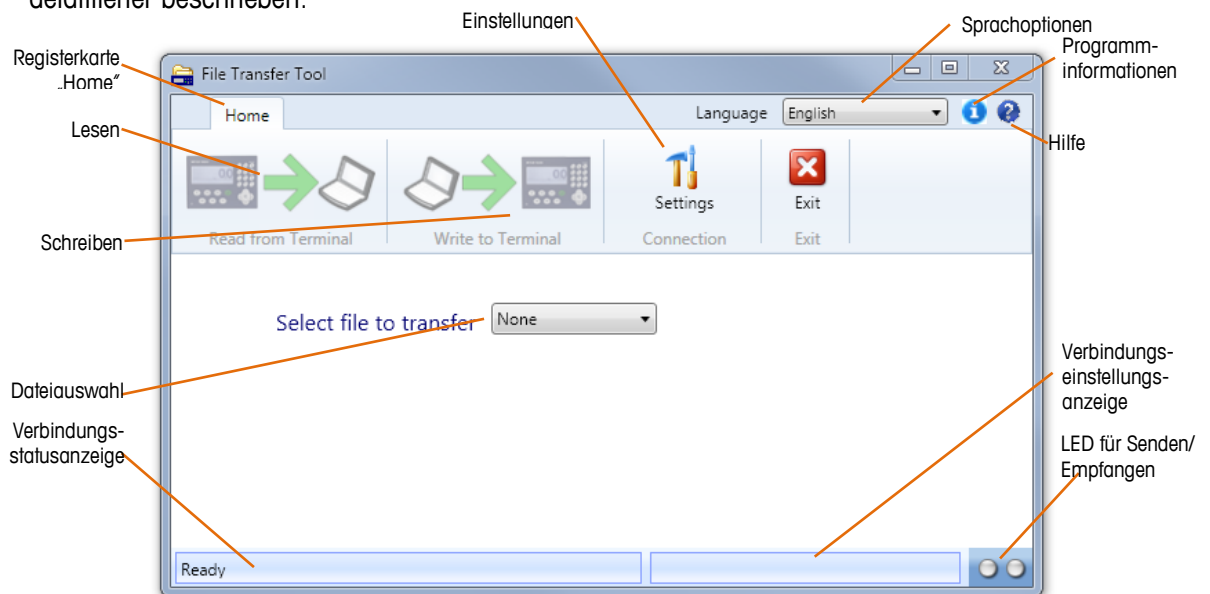 detaillierter beschrieben.
Einstellungen
Sprachoptionen
Registerkarte
„Home“
Programm-
informationen
File Transfer Tool
Home
Language English
Lesen
Hilfe
Settings
Exit
Schreiben
Read from Terminal
Write to Terminal
Connection
Exit
Select file to transfer None
Dateiauswahl
Verbindungs-
einstellungs-
anzeige
Verbindungs-
statusanzeige
LED für Senden/
Empfangen
Ready